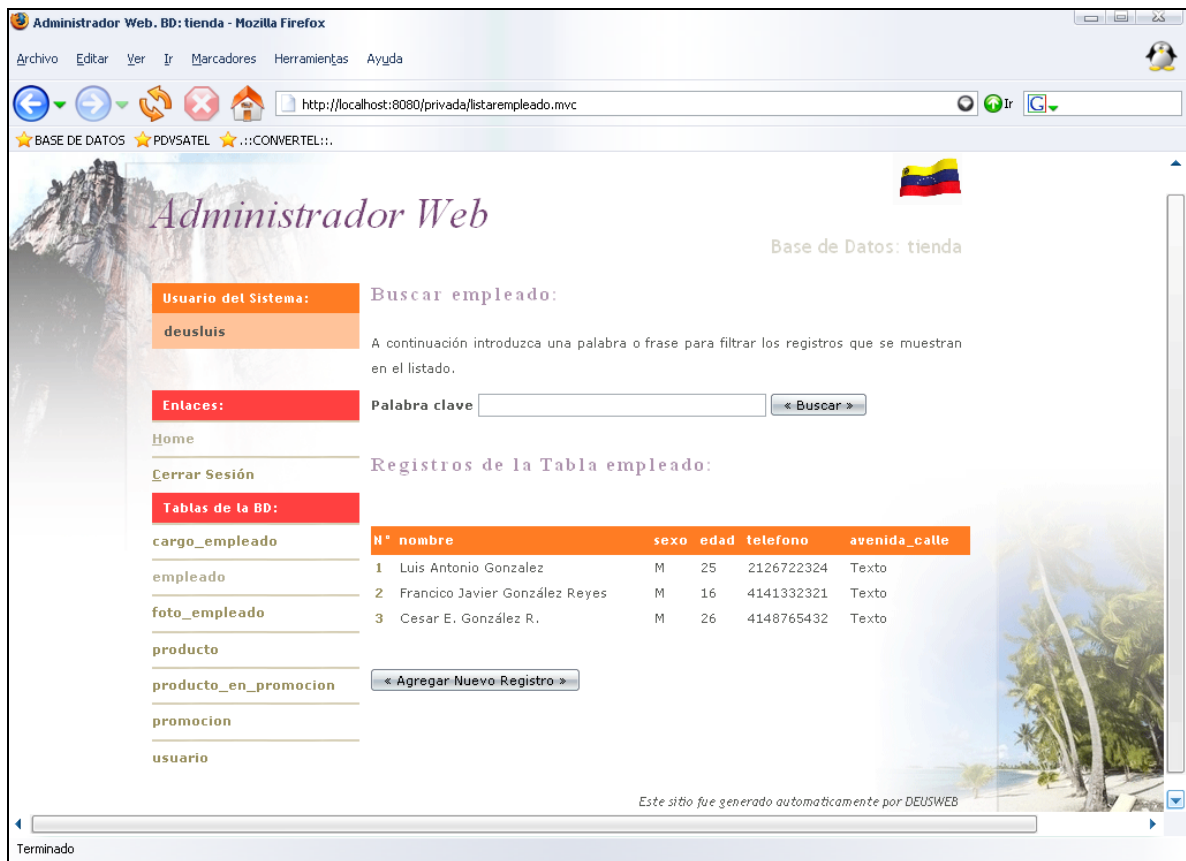 Administrador Web. BD: tienda - Mozilla Firefox
Archivo Editar Ver Ir Marcadores Herramientas Ayuda
http://localhost:8080/privada/listarempleado.mvc
Ir
G
BASE DE DATOS PDVSATEL .::CONVERTEL::.
Administrador Web
Base de Datos: tienda
Usuario del Sistema:
deusluis
Enlaces:
Home
Cerrar Sesión
Tablas de la BD:
cargo_empleado
empleado
foto_empleado
producto
producto_en_promocion
promocion
usuario
Buscar empleado:
A continuación introduzca una palabra o frase para filtrar los registros que se muestran
en el listado.
Palabra clave « Buscar »
Registros de la Tabla empleado:
N° nombre sexo edad telefono avenida_calle
1 Luis Antonio Gonzalez M 25 2126722324 Texto
2 Francico Javier González Reyes M 16 4141332321 Texto
3 Cesar E. González R. M 26 4148765432 Texto
« Agregar Nuevo Registro »
Este sitio fue generado automaticamente por DEUSWEB
Terminado